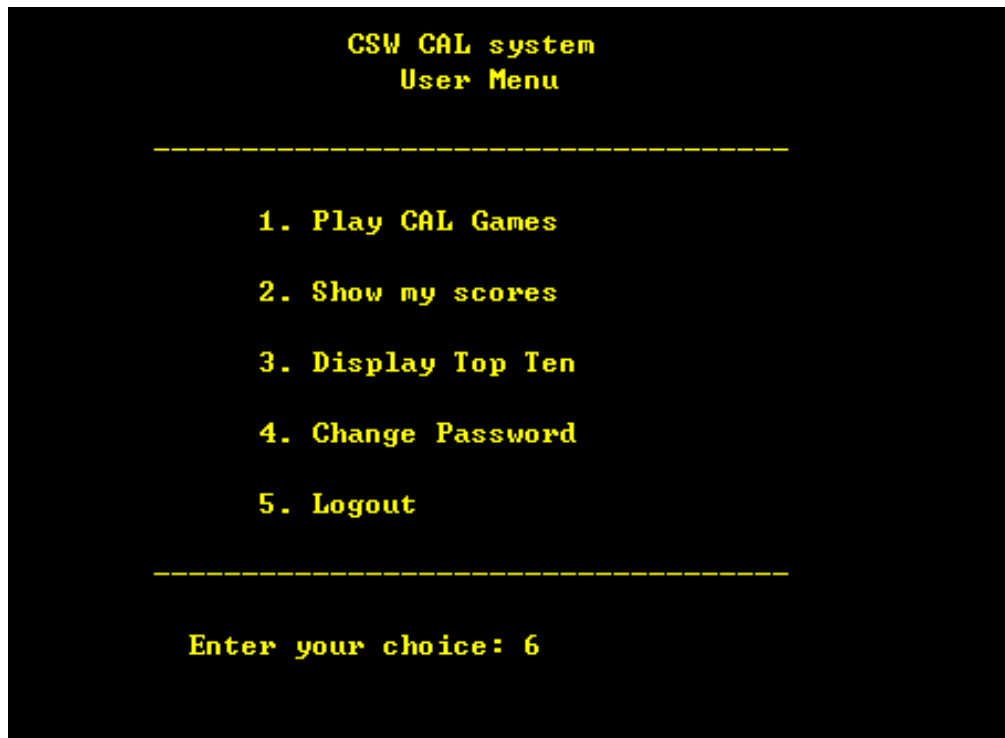 CSW CAL system
User Menu
------------------------------------
1. Play CAL Games
2. Show my scores
3. Display Top Ten
4. Change Password
5. Logout
------------------------------------
Enter your choice: 6